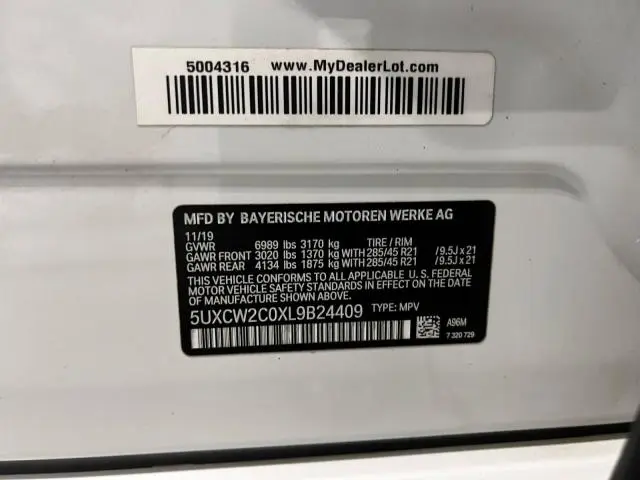 5004316 www.MyDealerLot.com
MFD BY BAYERISCHE MOTOREN WERKE AG
11/19
GVWR 6989 lbs 3170 kg TIRE / RIM
GAWR FRONT 3020 lbs 1370 kg WITH 285/45 R21 /9.5J x 21
GAWR REAR 4134 lbs 1875 kg WITH 285/45 R21 /9.5J x 21
THIS VEHICLE CONFORMS TO ALL APPLICABLE U. S. FEDERAL
MOTOR VEHICLE SAFETY STANDARDS IN EFFECT ON THE DATE OF
MANUFACTURE SHOWN ABOVE.
5UXCW2C0XL9B24409 TYPE: MPV
A96M
7 320 729